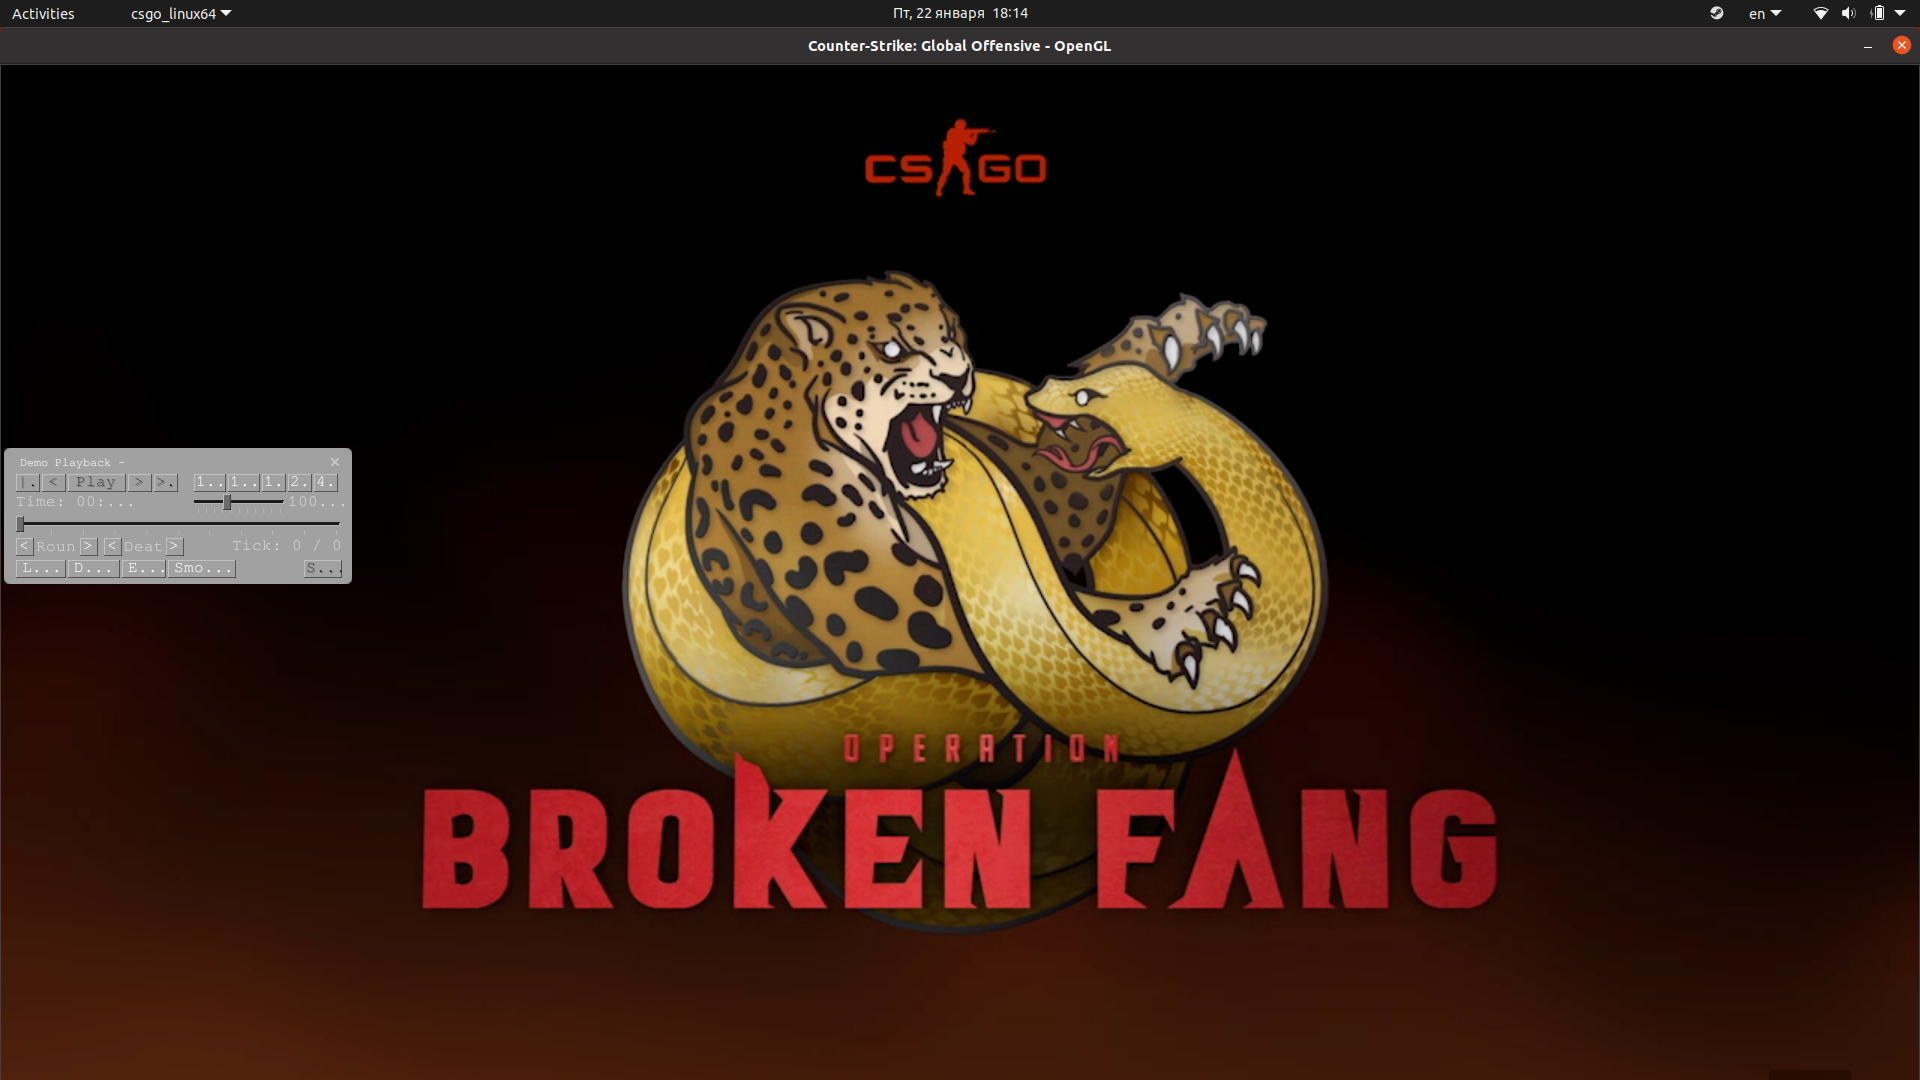 Activities
csgo_linux64
Пт, 22 января 18:14
en
Counter-Strike: Global Offensive - OpenGL
CS GO
Demo Playback -
|. < Play > >. 1.. 1.. 1. 2. 4.
Time: 00:... 100...
< Roun > < Deat > Tick: 0 / 0
L... D... E... Smo... S...
OPERATION
BROKEN FANG